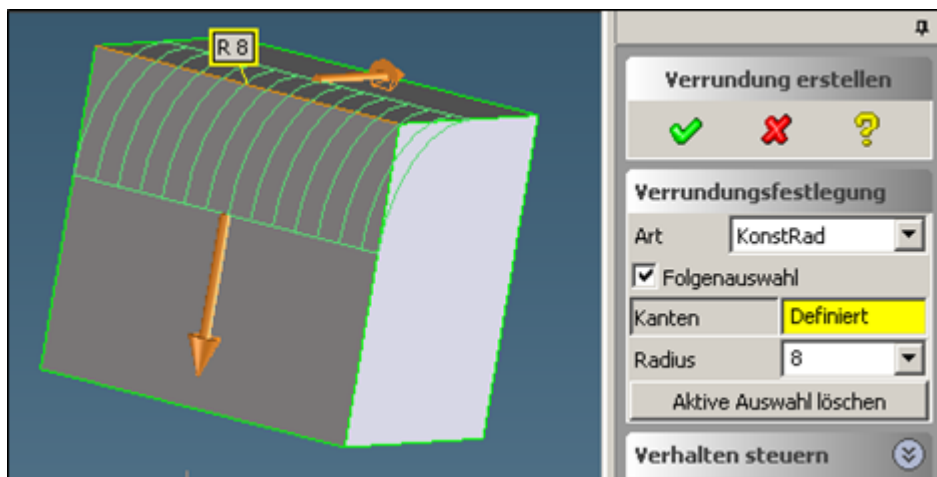 R 8
Verrundung erstellen
Verrundungsfestlegung
Art KonstRad
Folgenauswahl
Kanten Definiert
Radius 8
Aktive Auswahl löschen
Verhalten steuern